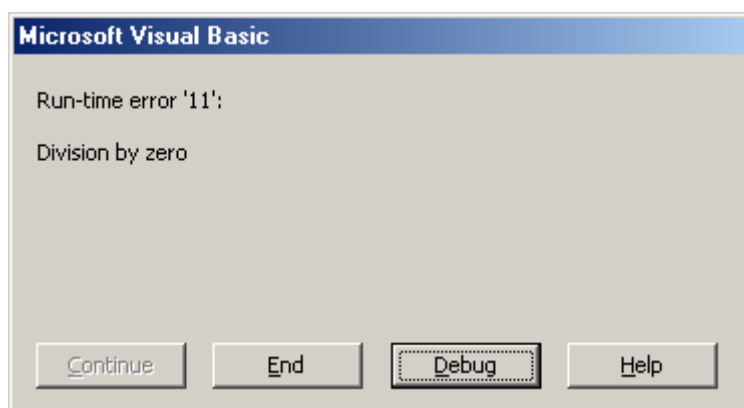 Microsoft Visual Basic
Run-time error '11':
Division by zero
Continue End Debug Help